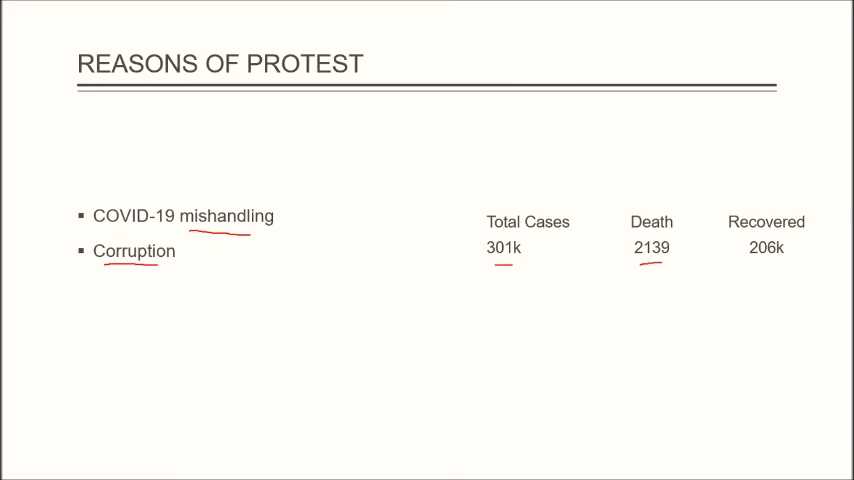 REASONS OF PROTEST
▪ COVID-19 mishandling
▪ Corruption
Total Cases Death Recovered
301k 2139 206k